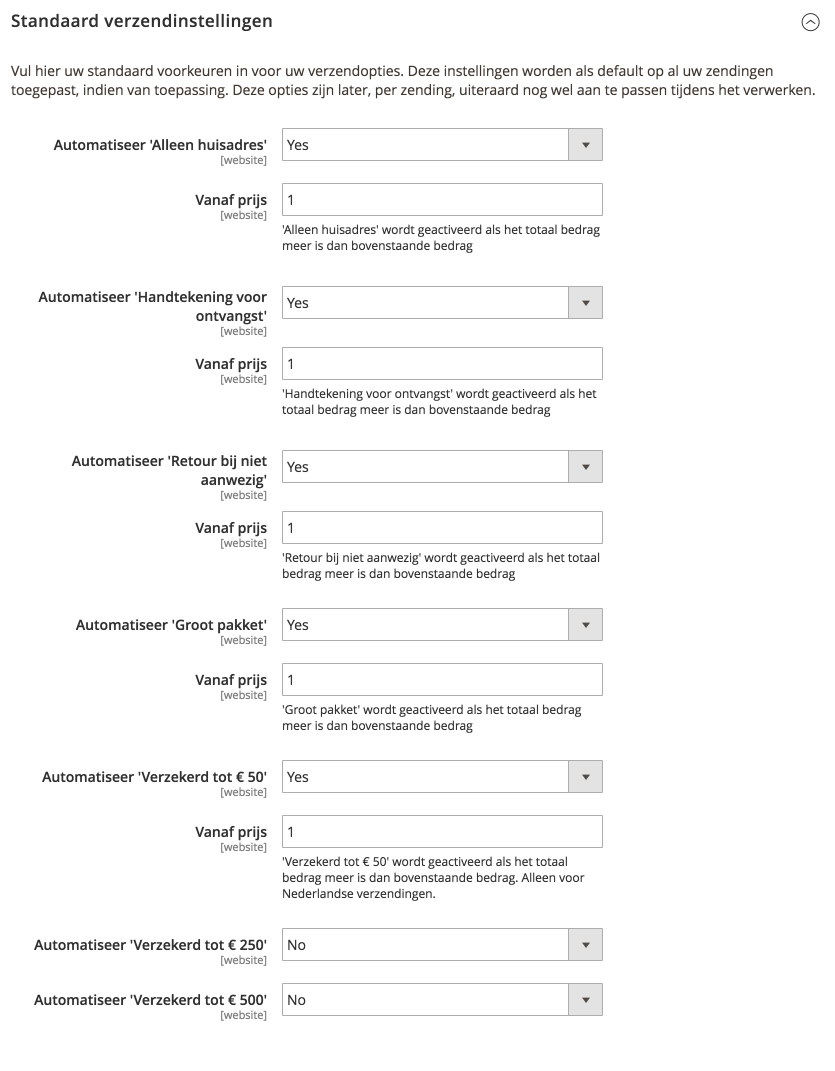 Standaard verzendinstellingen
Vul hier uw standaard voorkeuren in voor uw verzendopties. Deze instellingen worden als default op al uw zendingen
toegepast, indien van toepassing. Deze opties zijn later, per zending, uiteraard nog wel aan te passen tijdens het verwerken.
Automatiseer 'Alleen huisadres'
[website]
Yes
Vanaf prijs
[website]
1
'Alleen huisadres' wordt geactiveerd als het totaal bedrag
meer is dan bovenstaande bedrag
Automatiseer 'Handtekening voor
ontvangst'
[website]
Yes
Vanaf prijs
[website]
1
'Handtekening voor ontvangst' wordt geactiveerd als het
totaal bedrag meer is dan bovenstaande bedrag
Automatiseer 'Retour bij niet
aanwezig'
[website]
Yes
Vanaf prijs
[website]
1
'Retour bij niet aanwezig' wordt geactiveerd als het totaal
bedrag meer is dan bovenstaande bedrag
Automatiseer 'Groot pakket'
[website]
Yes
Vanaf prijs
[website]
1
'Groot pakket' wordt geactiveerd als het totaal bedrag
meer is dan bovenstaande bedrag
Automatiseer 'Verzekerd tot € 50'
[website]
Yes
Vanaf prijs
[website]
1
'Verzekerd tot € 50' wordt geactiveerd als het totaal
bedrag meer is dan bovenstaande bedrag. Alleen voor
Nederlandse verzendingen.
Automatiseer 'Verzekerd tot € 250'
[website]
No
Automatiseer 'Verzekerd tot € 500'
[website]
No